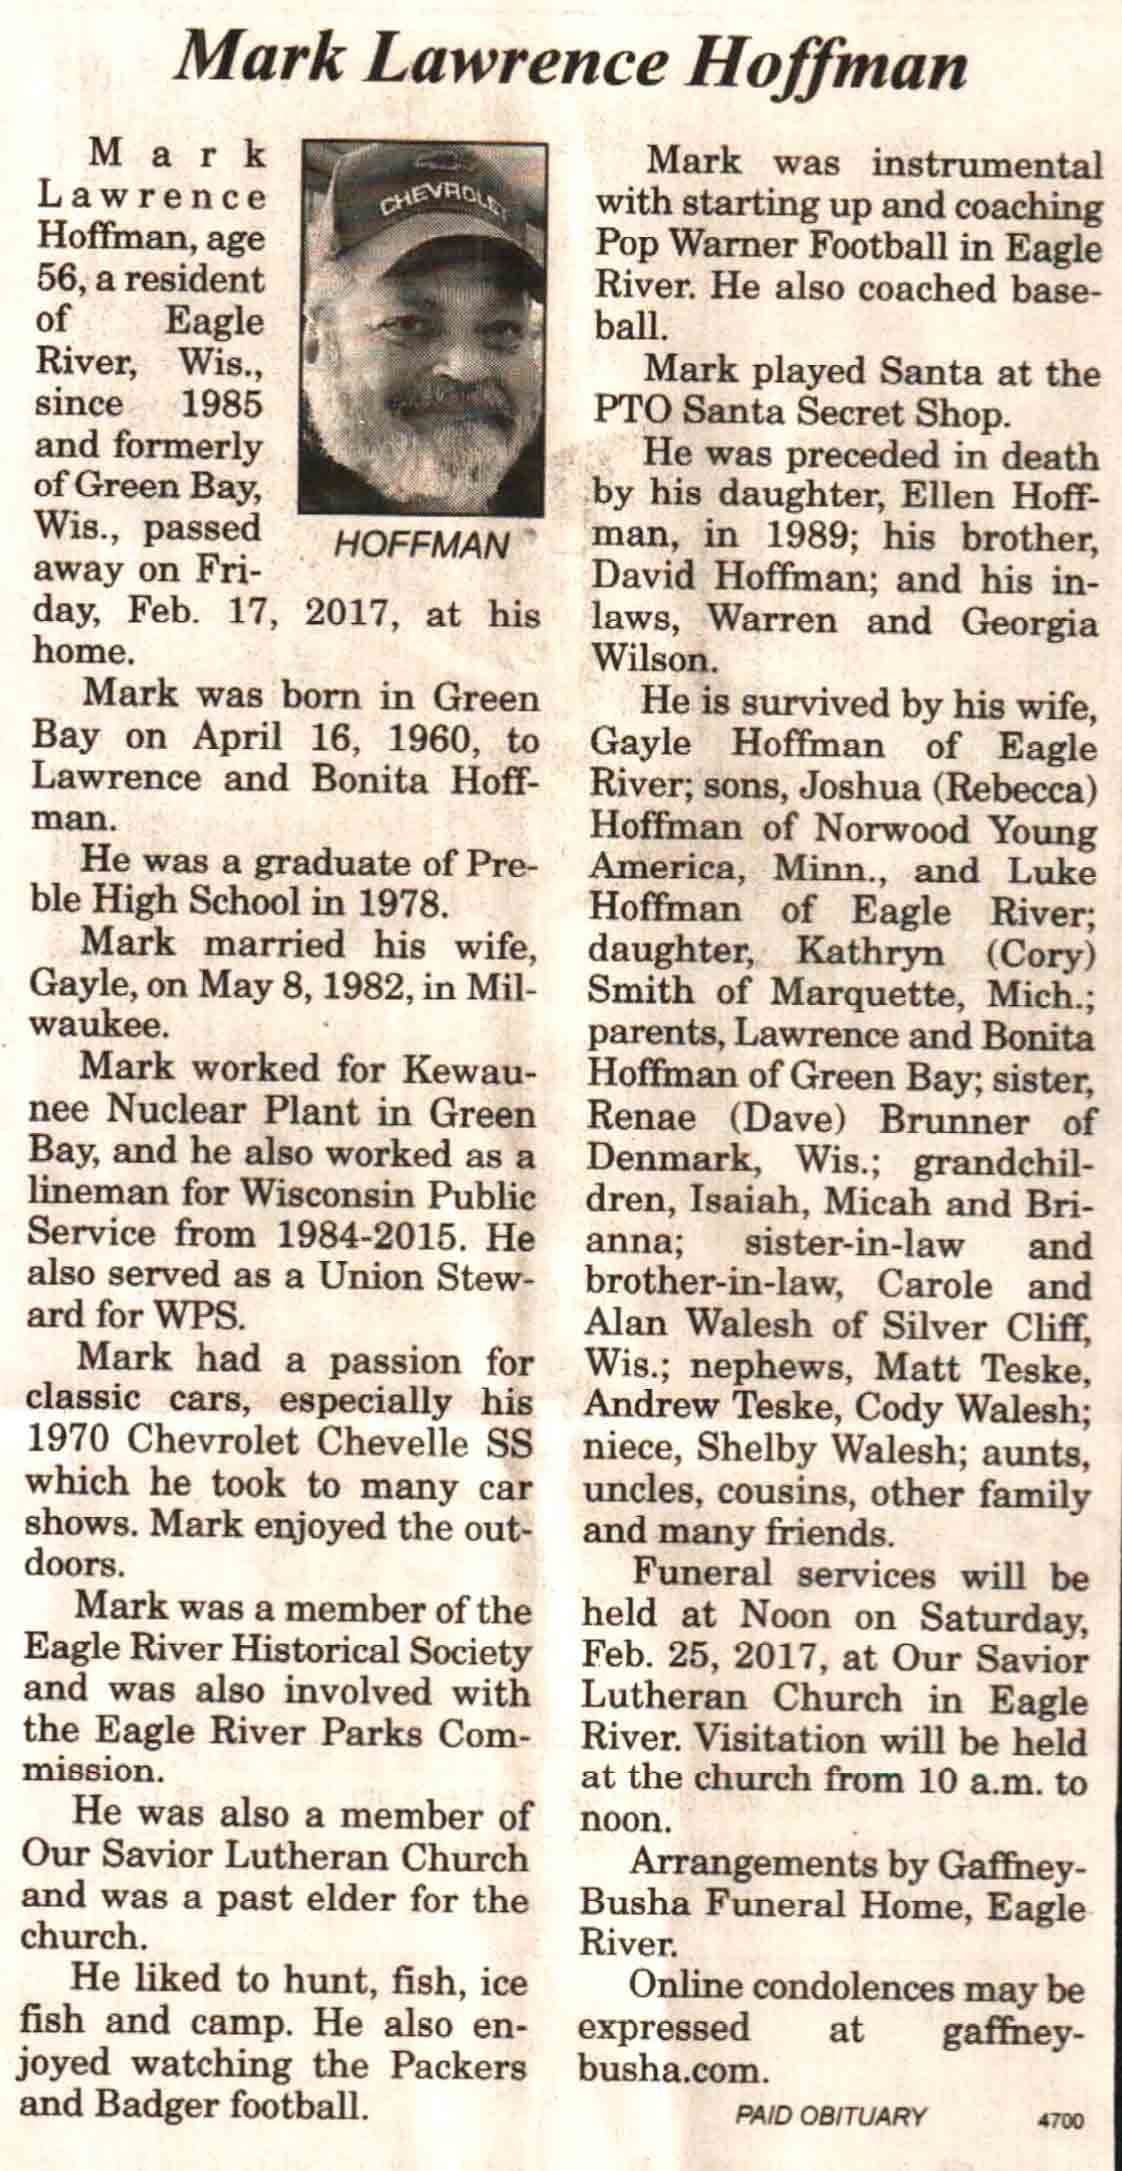 Mark Lawrence Hoffman
Mark
Lawrence
Hoffman, age
56, a resident
of Eagle
River, Wis.,
since 1985
and formerly
of Green Bay,
Wis., passed
away on Fri-
day, Feb. 17, 2017, at his
home.
CHEVROLET
HOFFMAN
Mark was born in Green
Bay on April 16, 1960, to
Lawrence and Bonita Hoff-
man.
He was a graduate of Pre-
ble High School in 1978.
Mark married his wife,
Gayle, on May 8, 1982, in Mil-
waukee.
Mark worked for Kewau-
nee Nuclear Plant in Green
Bay, and he also worked as a
lineman for Wisconsin Public
Service from 1984-2015. He
also served as a Union Stew-
ard for WPS.
Mark had a passion for
classic cars, especially his
1970 Chevrolet Chevelle SS
which he took to many car
shows. Mark enjoyed the out-
doors.
Mark was a member of the
Eagle River Historical Society
and was also involved with
the Eagle River Parks Com-
mission.
He was also a member of
Our Savior Lutheran Church
and was a past elder for the
church.
He liked to hunt, fish, ice
fish and camp. He also en-
joyed watching the Packers
and Badger football.
Mark was instrumental
with starting up and coaching
Pop Warner Football in Eagle
River. He also coached base-
ball.
Mark played Santa at the
PTO Santa Secret Shop.
He was preceded in death
by his daughter, Ellen Hoff-
man, in 1989; his brother,
David Hoffman; and his in-
laws, Warren and Georgia
Wilson.
He is survived by his wife,
Gayle Hoffman of Eagle
River; sons, Joshua (Rebecca)
Hoffman of Norwood Young
America, Minn., and Luke
Hoffman of Eagle River;
daughter, Kathryn (Cory)
Smith of Marquette, Mich.;
parents, Lawrence and Bonita
Hoffman of Green Bay; sister,
Renae (Dave) Brunner of
Denmark, Wis.; grandchil-
dren, Isaiah, Micah and Bri-
anna; sister-in-law and
brother-in-law, Carole and
Alan Walesh of Silver Cliff,
Wis.; nephews, Matt Teske,
Andrew Teske, Cody Walesh;
niece, Shelby Walesh; aunts,
uncles, cousins, other family
and many friends.
Funeral services will be
held at Noon on Saturday,
Feb. 25, 2017, at Our Savior
Lutheran Church in Eagle
River. Visitation will be held
at the church from 10 a.m. to
noon.
Arrangements by Gaffney-
Busha Funeral Home, Eagle
River.
Online condolences may be
expressed at gaffney-
busha.com.
PAID OBITUARY 4700